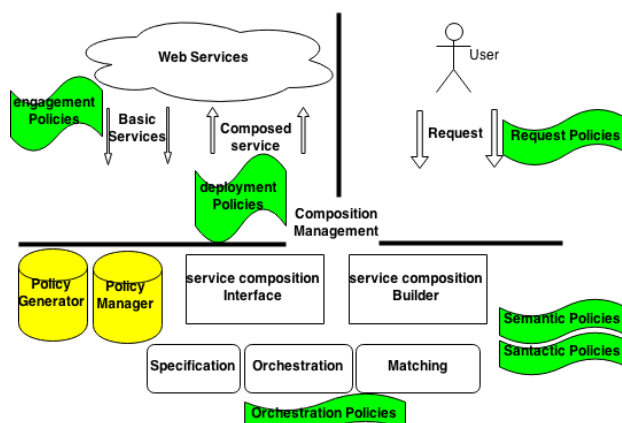 Web Services
User
engagement
Policies
Basic
Services
Composed
service
Request
Request Policies
deployment
Policies
Composition
Management
Policy
Generator
Policy
Manager
service composition
Interface
service composition
Builder
Semantic Policies
Santactic Policies
Specification
Orchestration
Matching
Orchestration Policies